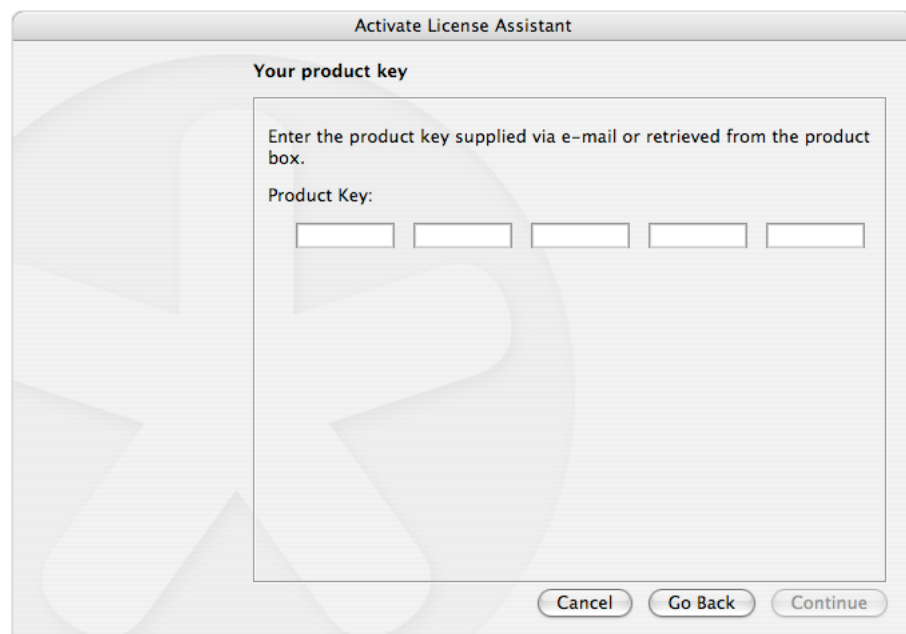 Activate License Assistant
Your product key
Enter the product key supplied via e-mail or retrieved from the product
box.
Product Key:
Cancel Go Back Continue